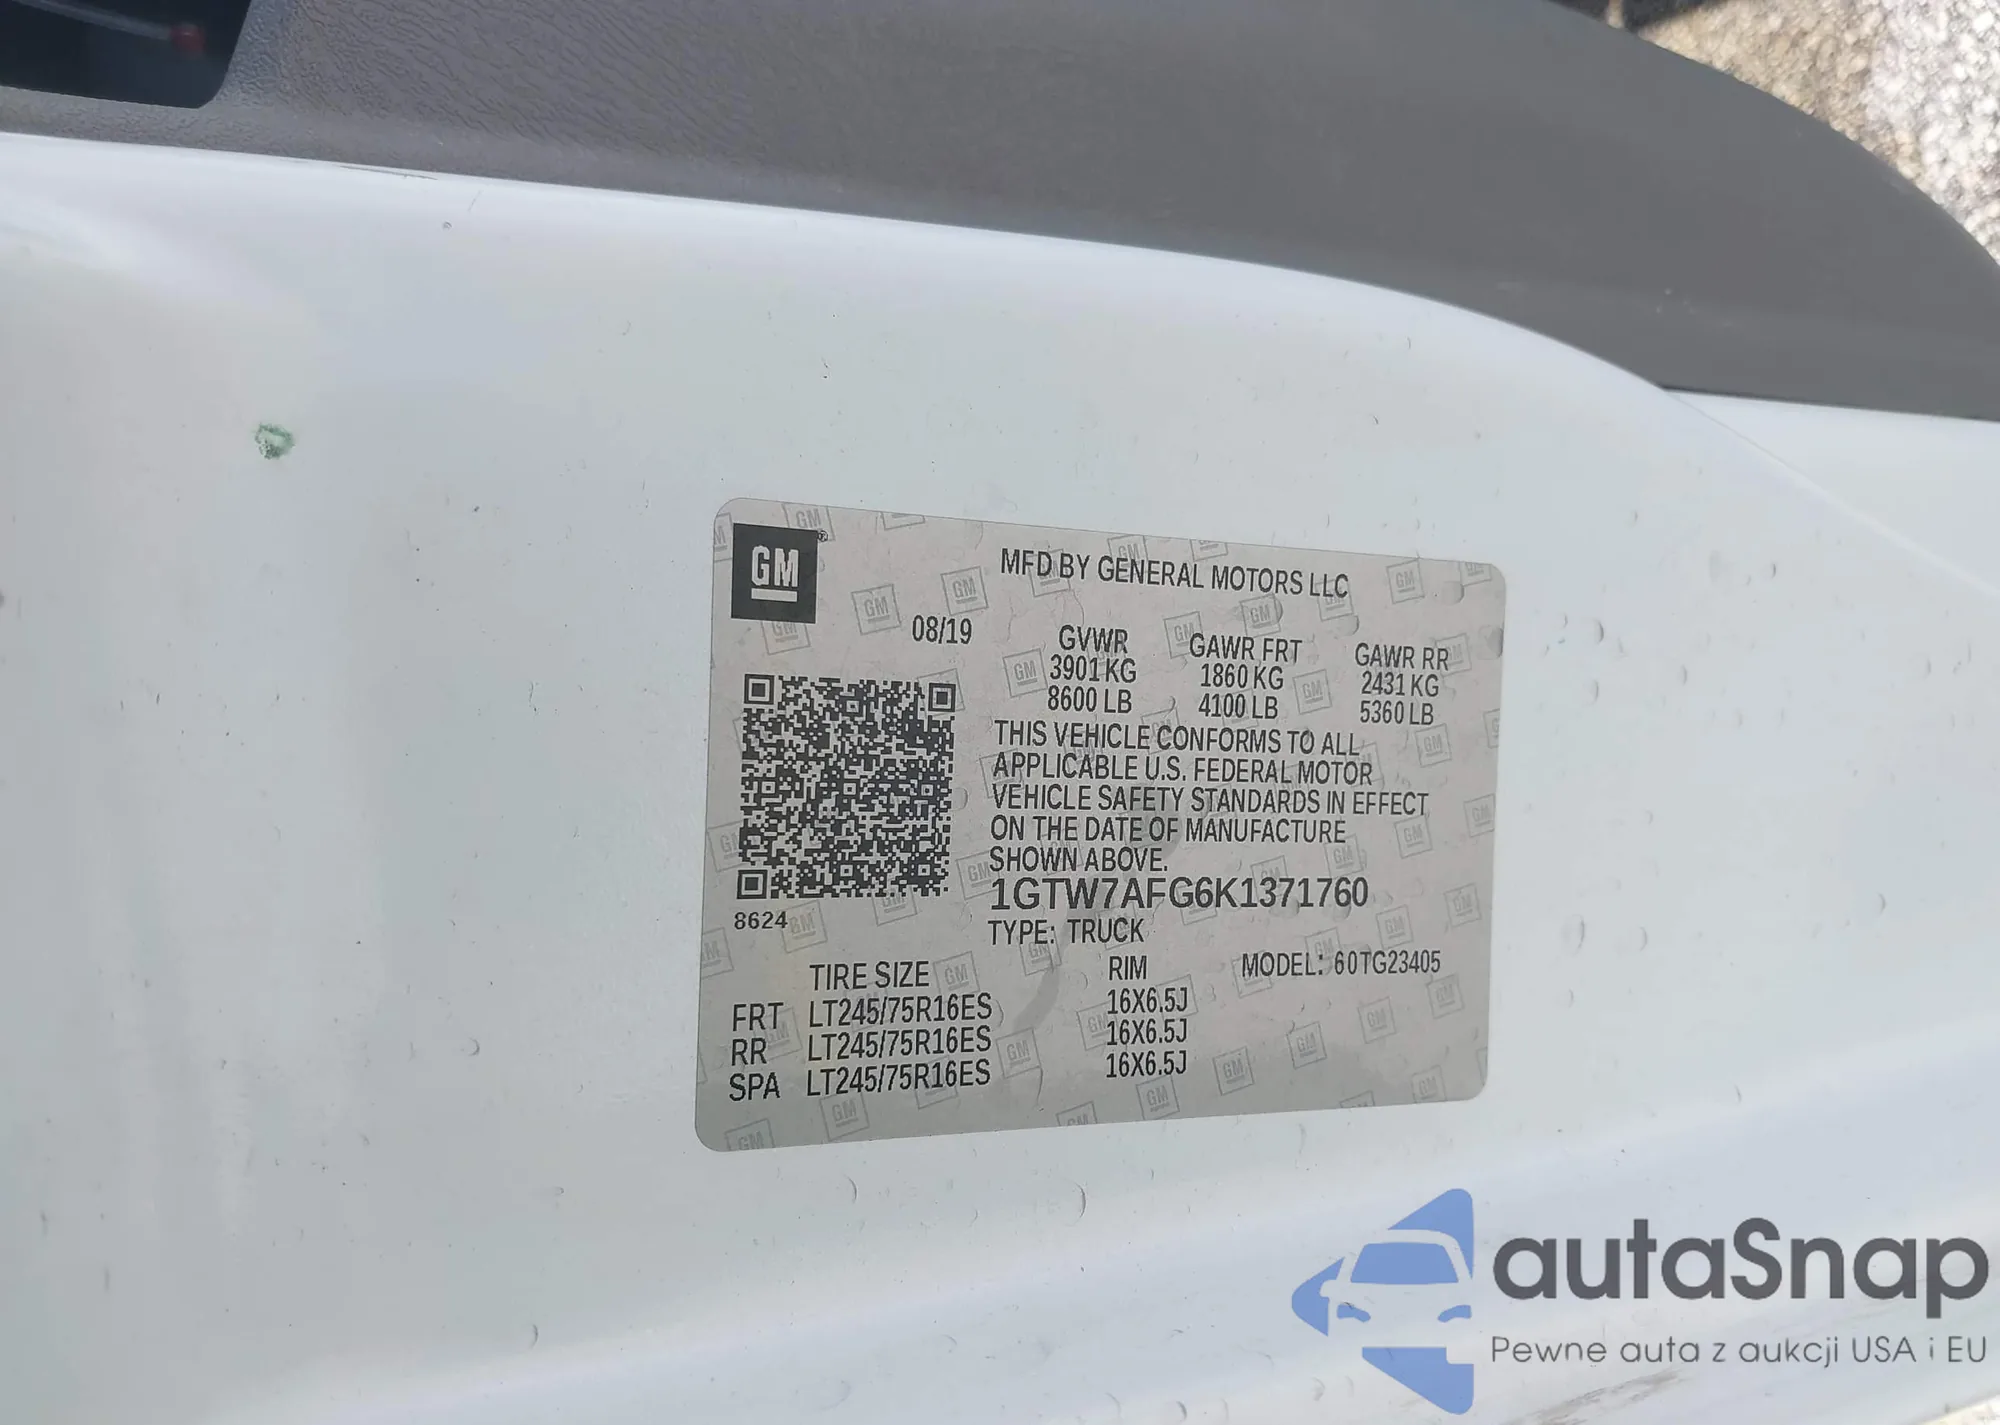 GM
MFD BY GENERAL MOTORS LLC
08/19
GVWR GAWR FRT GAWR RR
3901 KG 1860 KG 2431 KG
8600 LB 4100 LB 5360 LB
THIS VEHICLE CONFORMS TO ALL
APPLICABLE U.S. FEDERAL MOTOR
VEHICLE SAFETY STANDARDS IN EFFECT
ON THE DATE OF MANUFACTURE
SHOWN ABOVE.
1GTW7AFG6K1371760
8624
TYPE: TRUCK
TIRE SIZE RIM MODEL: 60TG23405
FRT LT245/75R16ES 16X6.5J
RR LT245/75R16ES 16X6.5J
SPA LT245/75R16ES 16X6.5J
autaSnap
Pewne auta z aukcji USA i EU